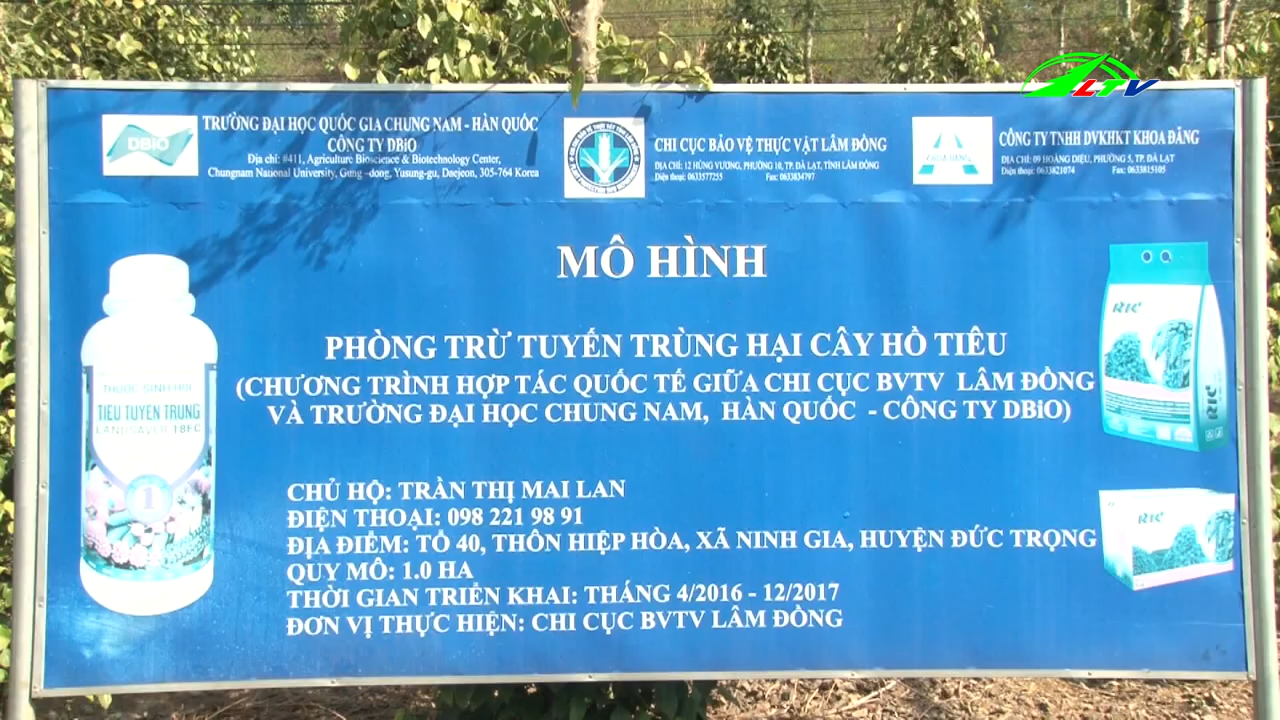 LTV
DBiO
TRƯỜNG ĐẠI HỌC QUỐC GIA CHUNG NAM - HÀN QUỐC
CÔNG TY DBiO
Địa chỉ: #411, Agriculture Bioscience & Biotechnology Center,
Chungnam National University, Gung -dong, Yusung-gu, Daejeon, 305-764 Korea
CHI CỤC BẢO VỆ THỰC VẬT LÂM ĐỒNG
ĐỊA CHỈ: 12 HÙNG VƯƠNG, PHƯỜNG 10, TP. ĐÀ LẠT, TỈNH LÂM ĐỒNG
Điện thoại: 0633577255 Fax: 0633834797
KHOA ĐĂNG
CÔNG TY TNHH DVKHKT KHOA ĐĂNG
ĐỊA CHỈ: 09 HOÀNG DIỆU, PHƯỜNG 5, TP. ĐÀ LẠT
Điện thoại: 0633821074 Fax: 0633815105
MÔ HÌNH
PHÒNG TRỪ TUYẾN TRÙNG HẠI CÂY HỒ TIÊU
(CHƯƠNG TRÌNH HỢP TÁC QUỐC TẾ GIỮA CHI CỤC BVTV LÂM ĐỒNG
VÀ TRƯỜNG ĐẠI HỌC CHUNG NAM, HÀN QUỐC - CÔNG TY DBiO)
CHỦ HỘ: TRẦN THỊ MAI LAN
ĐIỆN THOẠI: 098 221 98 91
ĐỊA ĐIỂM: TỔ 40, THÔN HIỆP HÒA, XÃ NINH GIA, HUYỆN ĐỨC TRỌNG
QUY MÔ: 1.0 HA
THỜI GIAN TRIỂN KHAI: THÁNG 4/2016 - 12/2017
ĐƠN VỊ THỰC HIỆN: CHI CỤC BVTV LÂM ĐỒNG
THUỐC SINH HỌC
TIÊU TUYẾN TRÙNG
LANDSAVER 18EC
1
RIC
RIC
RIC